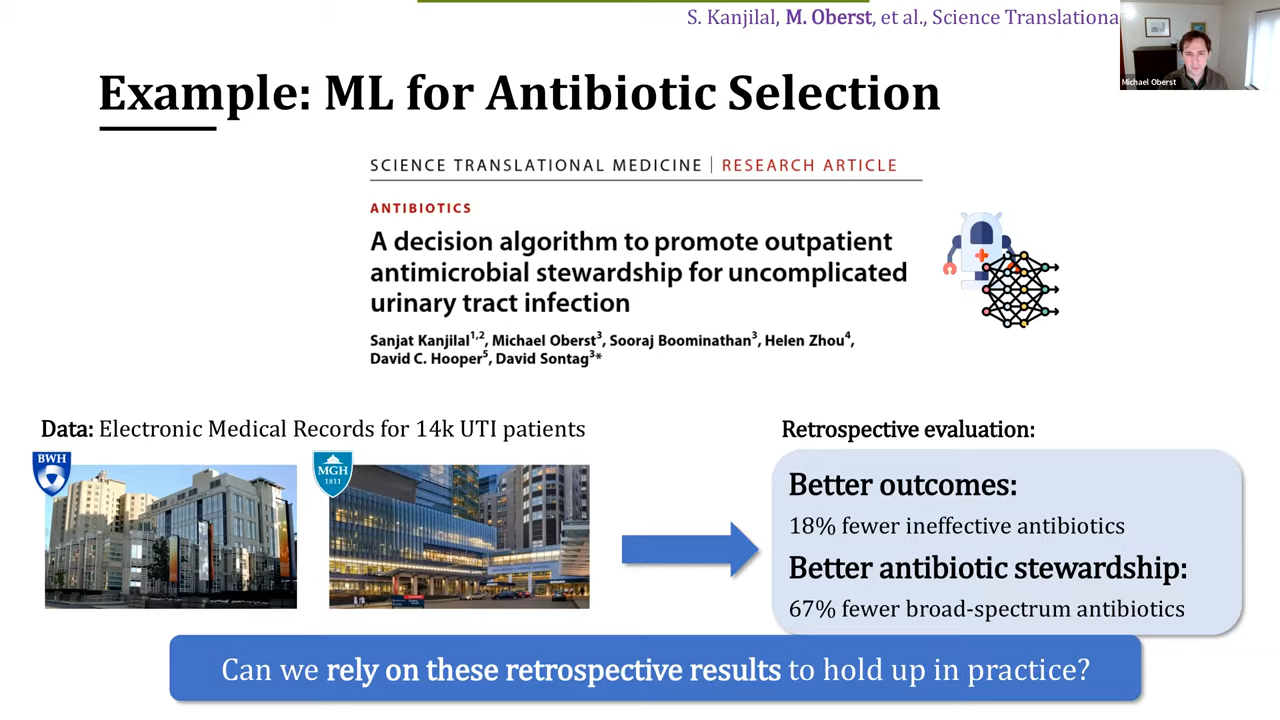 S. Kanjilal, M. Oberst, et al., Science Translationa
Michael Oberst
Example: ML for Antibiotic Selection
SCIENCE TRANSLATIONAL MEDICINE | RESEARCH ARTICLE
ANTIBIOTICS
A decision algorithm to promote outpatient
antimicrobial stewardship for uncomplicated
urinary tract infection
Sanjat Kanjilal1,2, Michael Oberst3, Sooraj Boominathan3, Helen Zhou4,
David C. Hooper5, David Sontag3*
Data: Electronic Medical Records for 14k UTI patients
BWH
MGH
1811
Retrospective evaluation:
Better outcomes:
18% fewer ineffective antibiotics
Better antibiotic stewardship:
67% fewer broad-spectrum antibiotics
Can we rely on these retrospective results to hold up in practice?